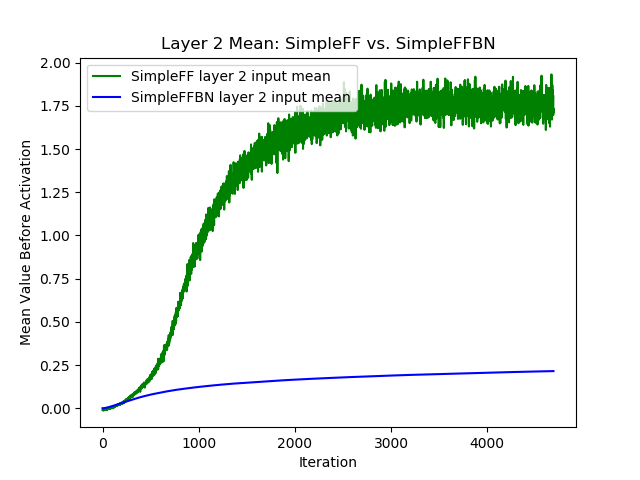 Layer 2 Mean: SimpleFF vs. SimpleFFBN
SimpleFF layer 2 input mean
SimpleFFBN layer 2 input mean
2.00
1.75
1.50
1.25
1.00
0.75
0.50
0.25
0.00
Mean Value Before Activation
0
1000
2000
3000
4000
Iteration